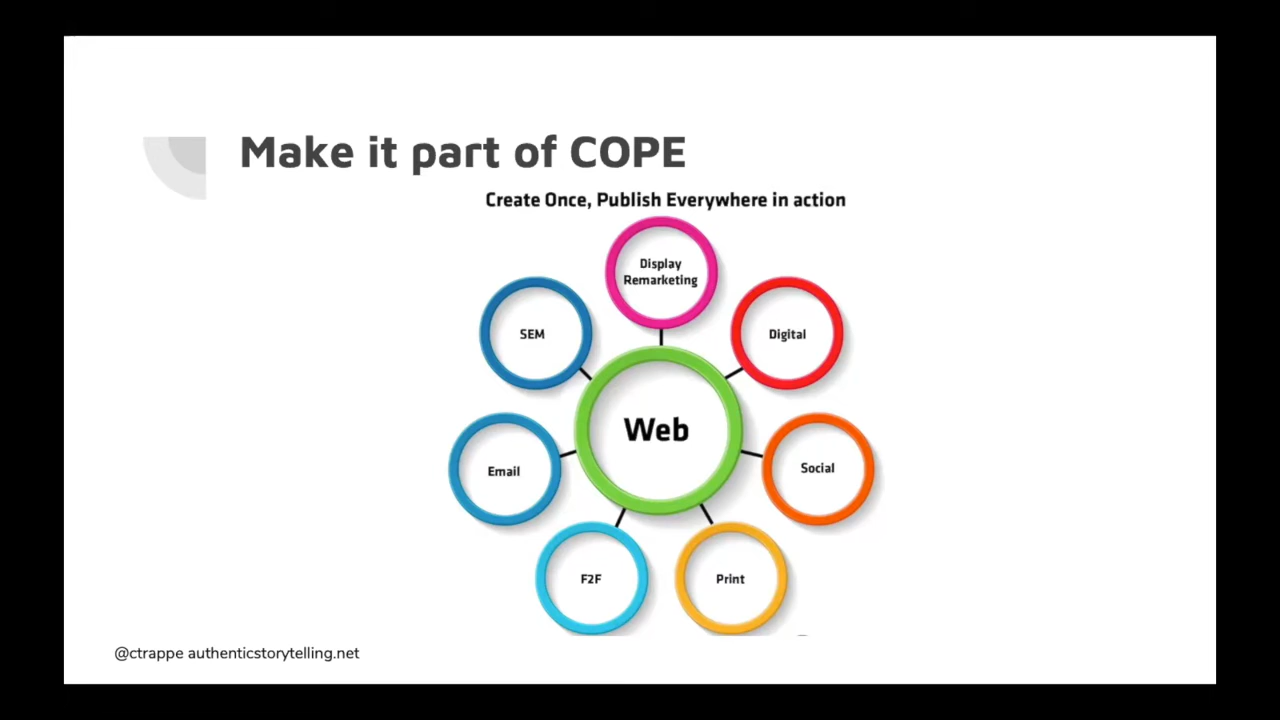 Make it part of COPE
Create Once, Publish Everywhere in action
Display
Remarketing
SEM
Digital
Web
Email
Social
F2F
Print
@ctrappe authenticstorytelling.net